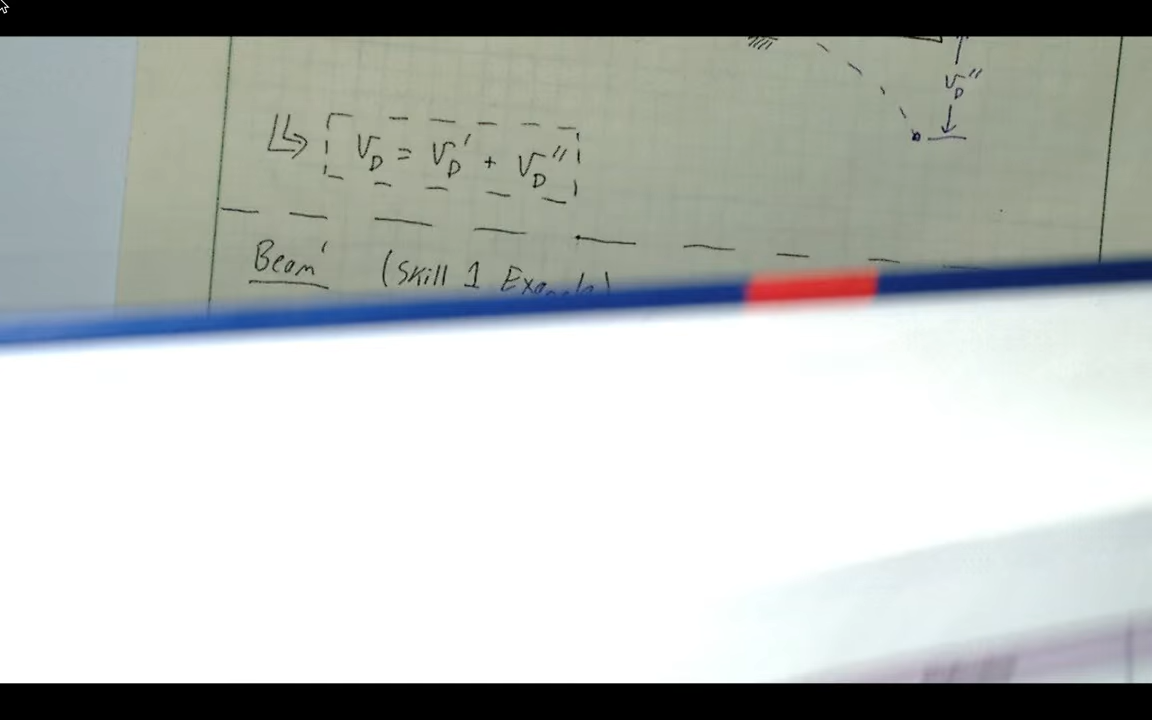 v_D''
v_D = v_D' + v_D''
Beam' (Skill 1 Example)